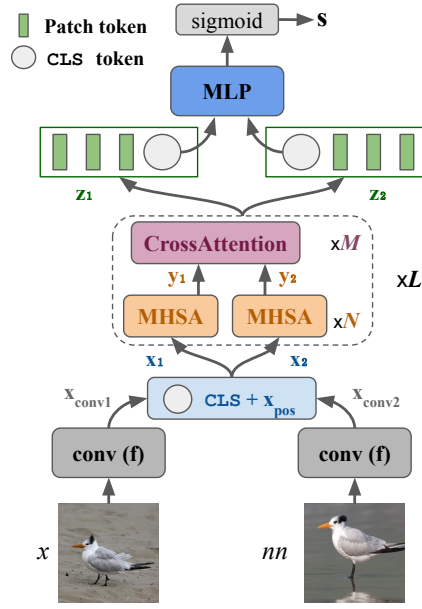 sigmoid
s
Patch token
CLS token
MLP
z1
z2
CrossAttention
xM
y1
y2
xL
MHSA
MHSA
xN
x1
x2
xconv1
CLS + xpos
xconv2
conv (f)
conv (f)
x
nn